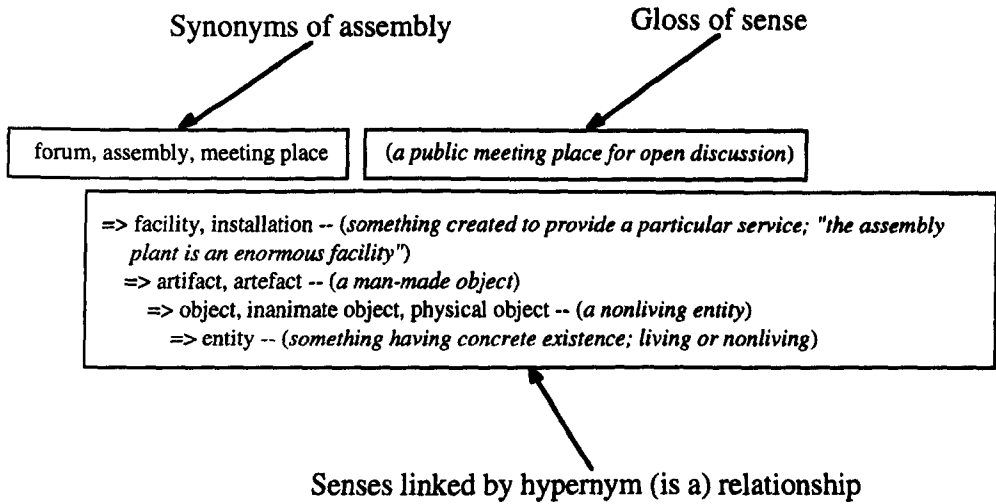 Synonyms of assembly
Gloss of sense
forum, assembly, meeting place
(a public meeting place for open discussion)
=> facility, installation -- (something created to provide a particular service; "the assembly
plant is an enormous facility")
=> artifact, artefact -- (a man-made object)
=> object, inanimate object, physical object -- (a nonliving entity)
=> entity -- (something having concrete existence; living or nonliving)
Senses linked by hypernym (is a) relationship